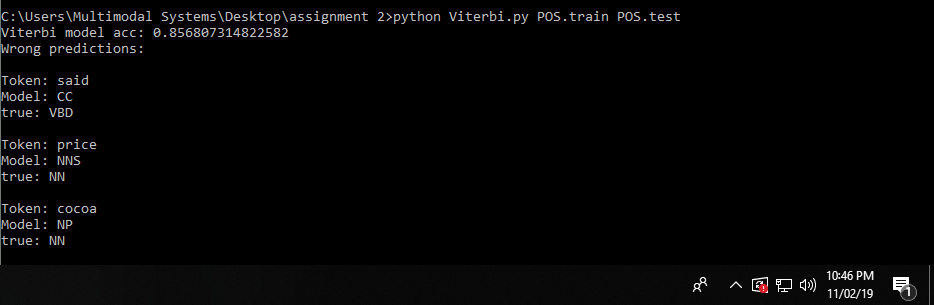 C:\Users\Multimodal Systems\Desktop\assignment 2>python Viterbi.py POS.train POS.test
Viterbi model acc: 0.856807314822582
Wrong predictions:
Token: said
Model: CC
true: VBD
Token: price
Model: NNS
true: NN
Token: cocoa
Model: NP
true: NN
10:46 PM
11/02/19
1